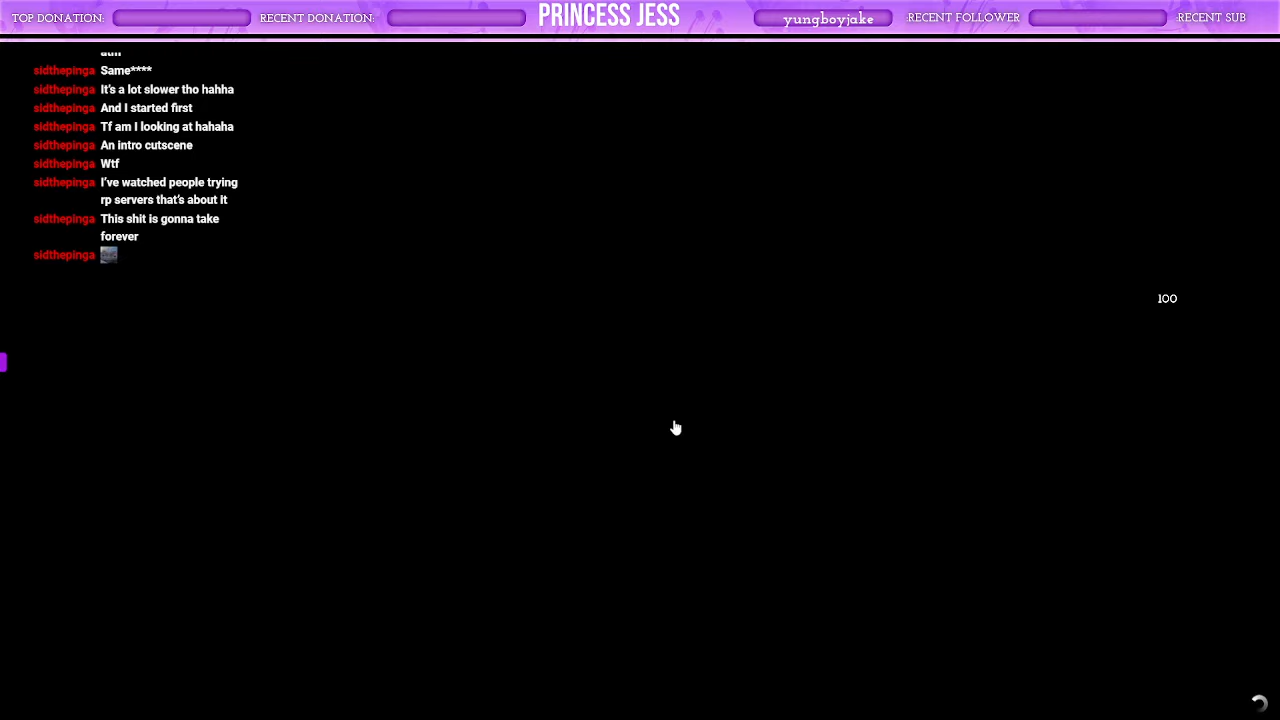 TOP DONATION: RECENT DONATION: PRINCESS JESS yungboyjake :RECENT FOLLOWER :RECENT SUB
sidthepinga Same****
sidthepinga It's a lot slower tho hahha
sidthepinga And I started first
sidthepinga Tf am I looking at hahaha
sidthepinga An intro cutscene
sidthepinga Wtf
sidthepinga I've watched people trying
rp servers that's about it
sidthepinga This shit is gonna take
forever
sidthepinga
100